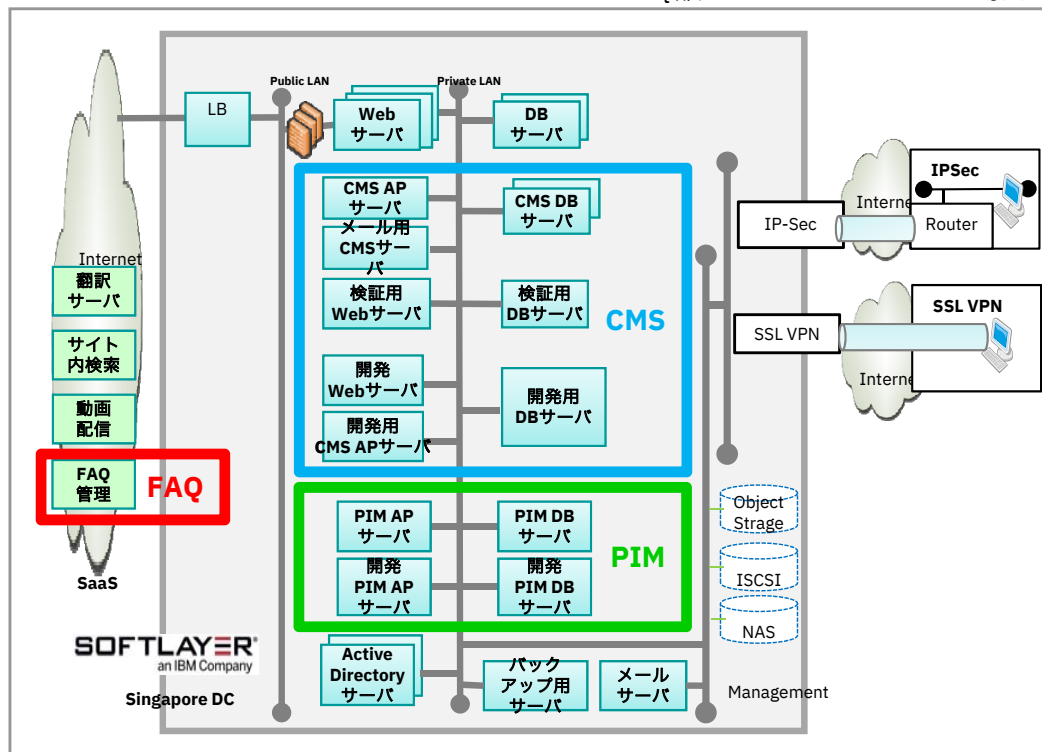 Public LAN
Private LAN
LB
Web
サーバ
DB
サーバ
CMS AP
サーバ
CMS DB
サーバ
メール用
CMSサー
バ
検証用
Webサーバ
検証用
DBサーバ
CMS
開発
Webサーバ
開発用
DBサーバ
開発用
CMS APサーバ
Internet
翻訳
サーバ
サイト
内検索
動画
配信
FAQ
管理
FAQ
SaaS
PIM AP
サーバ
PIM DB
サーバ
開発
PIM AP
サーバ
開発
PIM DB
サーバ
PIM
Active
Directory
サーバ
バック
アップ用
サーバ
メール
サーバ
Management
IP-Sec
Interne
IPSec
Router
SSL VPN
Interne
SSL VPN
Object
Strage
ISCSI
NAS
SOFTLAYER®
an IBM Company
Singapore DC